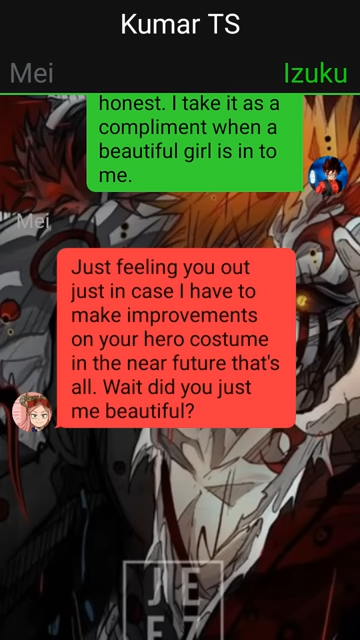 Kumar TS
Mei
Izuku
honest. I take it as a
compliment when a
beautiful girl is in to
me.
Mei
Just feeling you out
just in case I have to
make improvements
on your hero costume
in the near future that's
all. Wait did you just
me beautiful?
JE